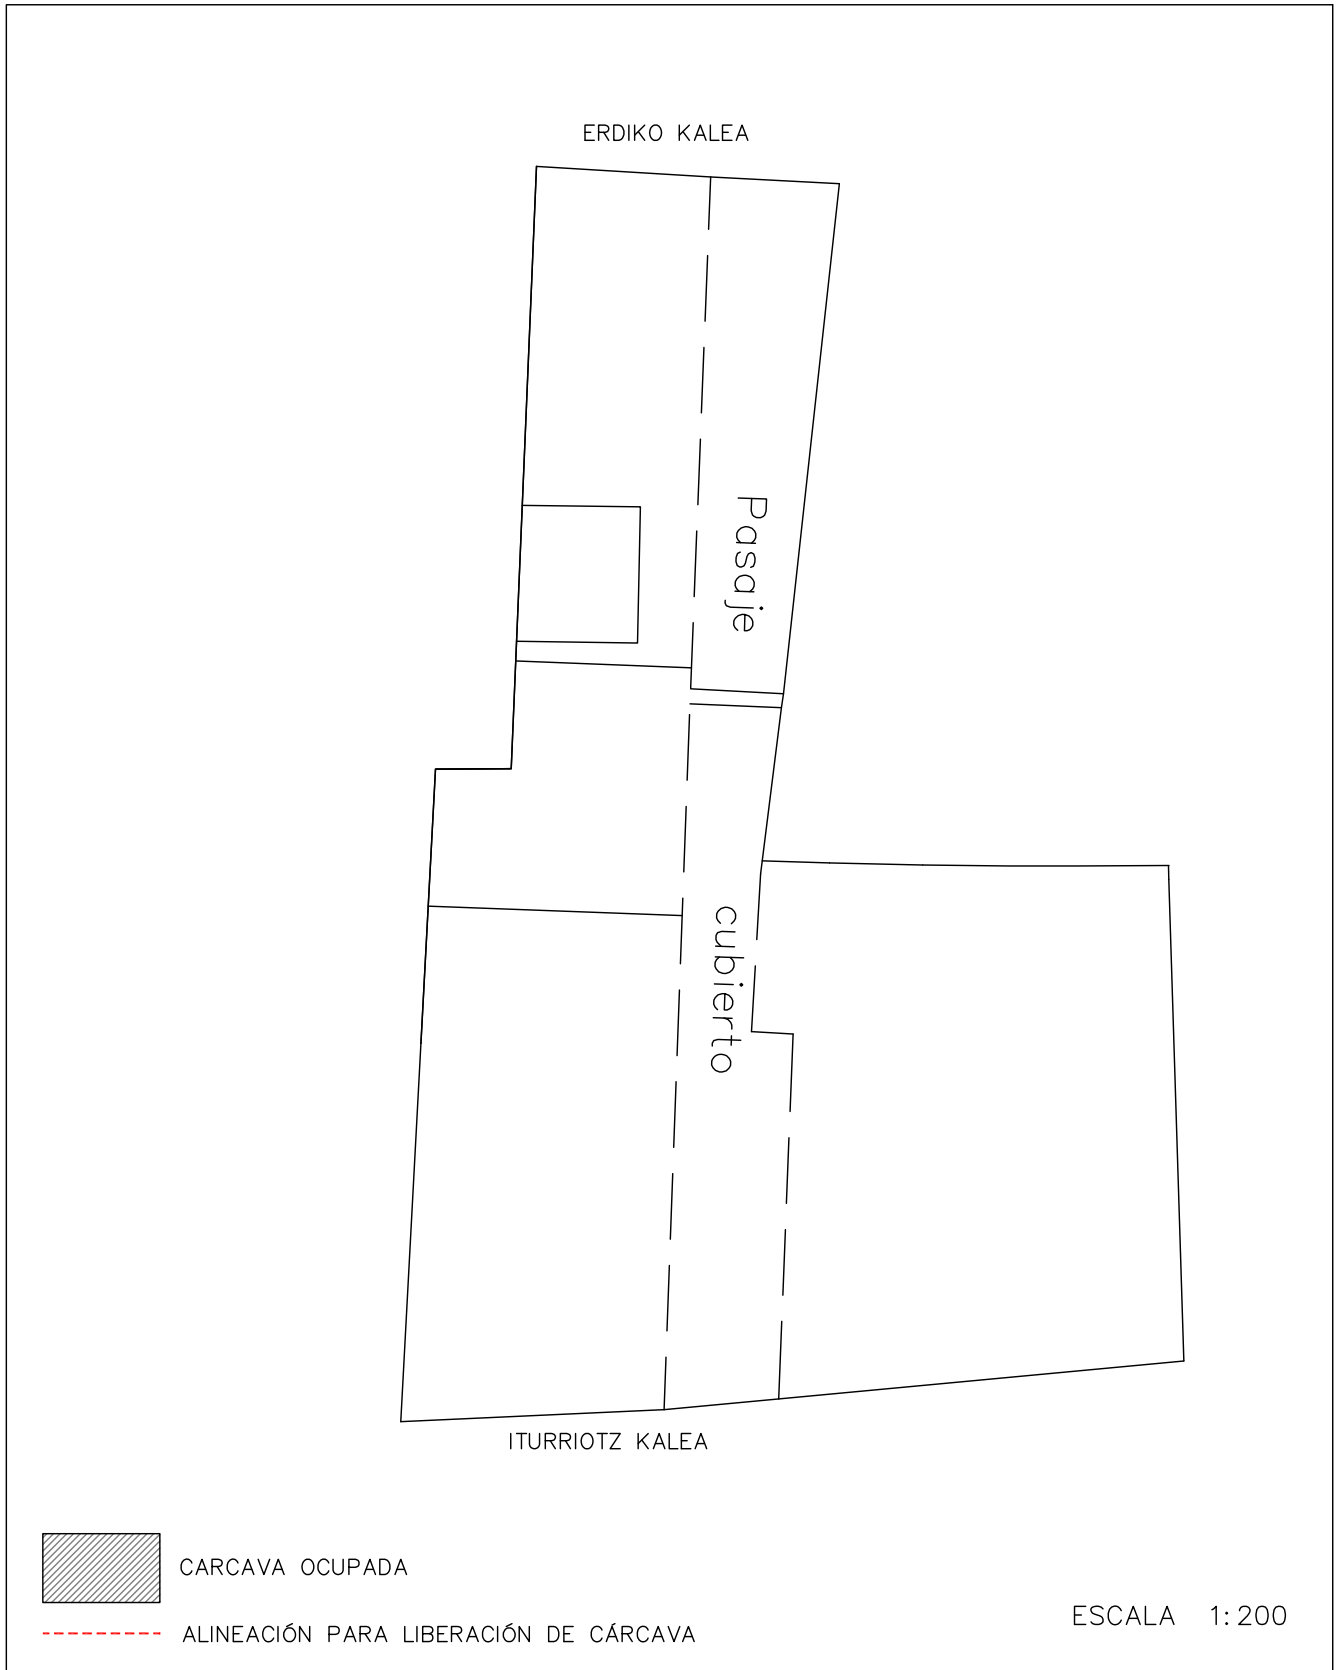 ERDIKO KALEA
Pasaje
cubierto
ITURRIOTZ KALEA
CARCAVA OCUPADA
ALINEACIÓN PARA LIBERACIÓN DE CÁRCAVA
ESCALA 1:200